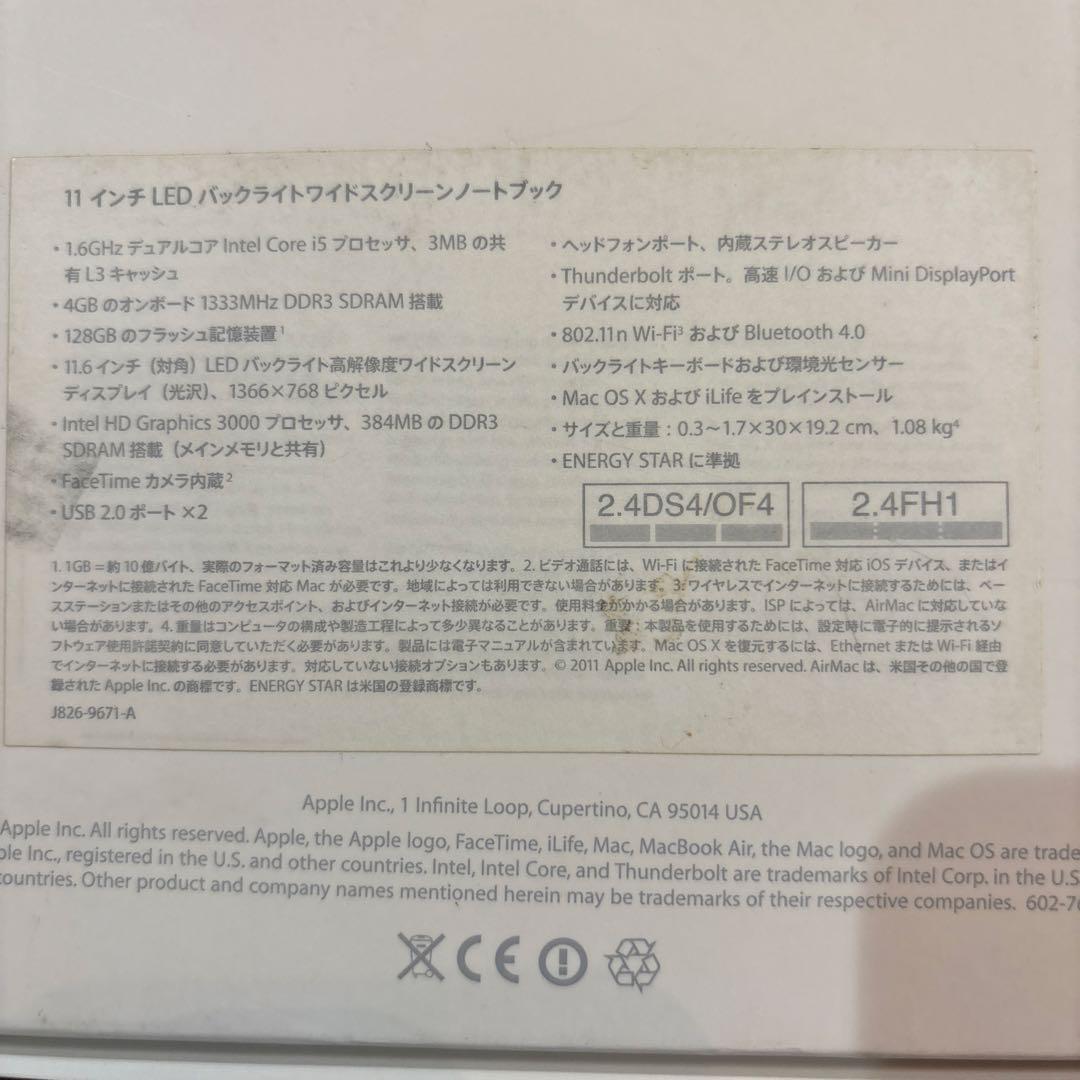 11 インチ LED バックライトワイドスクリーンノートブック
・1.6GHz デュアルコア Intel Core i5 プロセッサ、3MB の共
有 L3 キャッシュ
・4GB のオンボード 1333MHz DDR3 SDRAM 搭載
・128GB のフラッシュ記憶装置1
・11.6 インチ（対角）LED バックライト高解像度ワイドスクリーン
ディスプレイ（光沢）、1366×768 ピクセル
・Intel HD Graphics 3000 プロセッサ、384MB の DDR3
SDRAM 搭載（メインメモリと共有）
・FaceTime カメラ内蔵2
・USB 2.0 ポート ×2
・ヘッドフォンポート、内蔵ステレオスピーカー
・Thunderbolt ポート。高速 I/O および Mini DisplayPort
デバイスに対応
・802.11n Wi-Fi3 および Bluetooth 4.0
・バックライトキーボードおよび環境光センサー
・Mac OS X および iLife をプレインストール
・サイズと重量：0.3〜1.7×30×19.2 cm、1.08 kg4
・ENERGY STAR に準拠
2.4DS4/OF4
2.4FH1
1. 1GB＝約 10 億バイト、実際のフォーマット済み容量はこれより少なくなります。2. ビデオ通話には、Wi-Fi に接続された FaceTime 対応 iOS デバイス、またはイ
ンターネットに接続された FaceTime 対応 Mac が必要です。地域によっては利用できない場合があります。3. ワイヤレスでインターネットに接続するためには、ベー
スステーションまたはその他のアクセスポイント、およびインターネット接続が必要です。使用料金がかかる場合があります。ISP によっては、AirMac に対応していな
い場合があります。4. 重量はコンピュータの構成や製造工程によって多少異なることがあります。重要：本製品を使用するためには、設定時に電子的に提示されるソ
フトウェア使用許諾契約に同意していただく必要があります。製品には電子マニュアルが含まれています。Mac OS X を復元するには、Ethernet または Wi-Fi 経由
でインターネットに接続する必要があります。対応していない接続オプションもあります。© 2011 Apple Inc. All rights reserved. AirMac は、米国その他の国で登
録された Apple Inc. の商標です。ENERGY STAR は米国の登録商標です。
J826-9671-A
Apple Inc., 1 Infinite Loop, Cupertino, CA 95014 USA
Apple Inc. All rights reserved. Apple, the Apple logo, FaceTime, iLife, Mac, MacBook Air, the Mac logo, and Mac OS are trade
ple Inc., registered in the U.S. and other countries. Intel, Intel Core, and Thunderbolt are trademarks of Intel Corp. in the U.S.
countries. Other product and company names mentioned herein may be trademarks of their respective companies. 602-7
CE